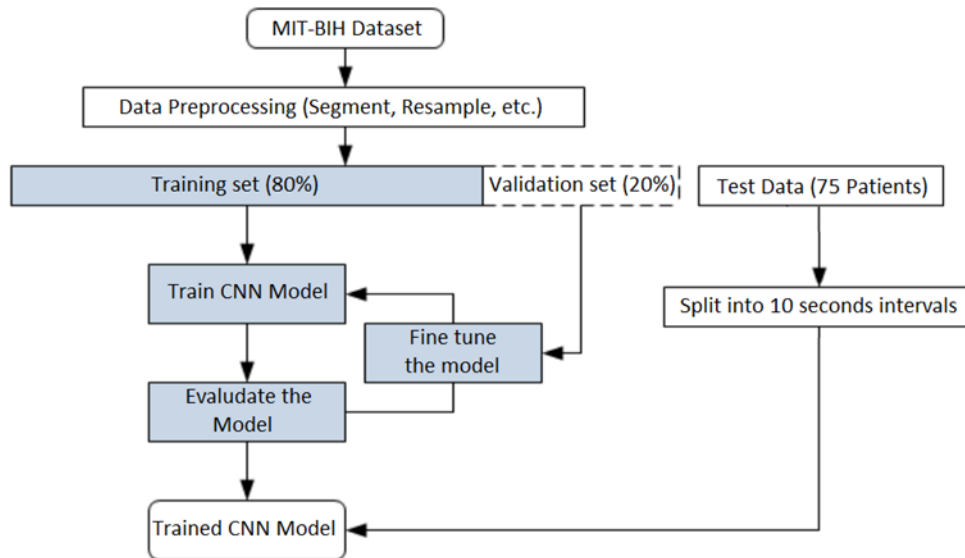 MIT-BIH Dataset
Data Preprocessing (Segment, Resample, etc.)
Training set (80%)
Validation set (20%)
Test Data (75 Patients)
Train CNN Model
Split into 10 seconds intervals
Fine tune
the model
Evaludate the
Model
Trained CNN Model